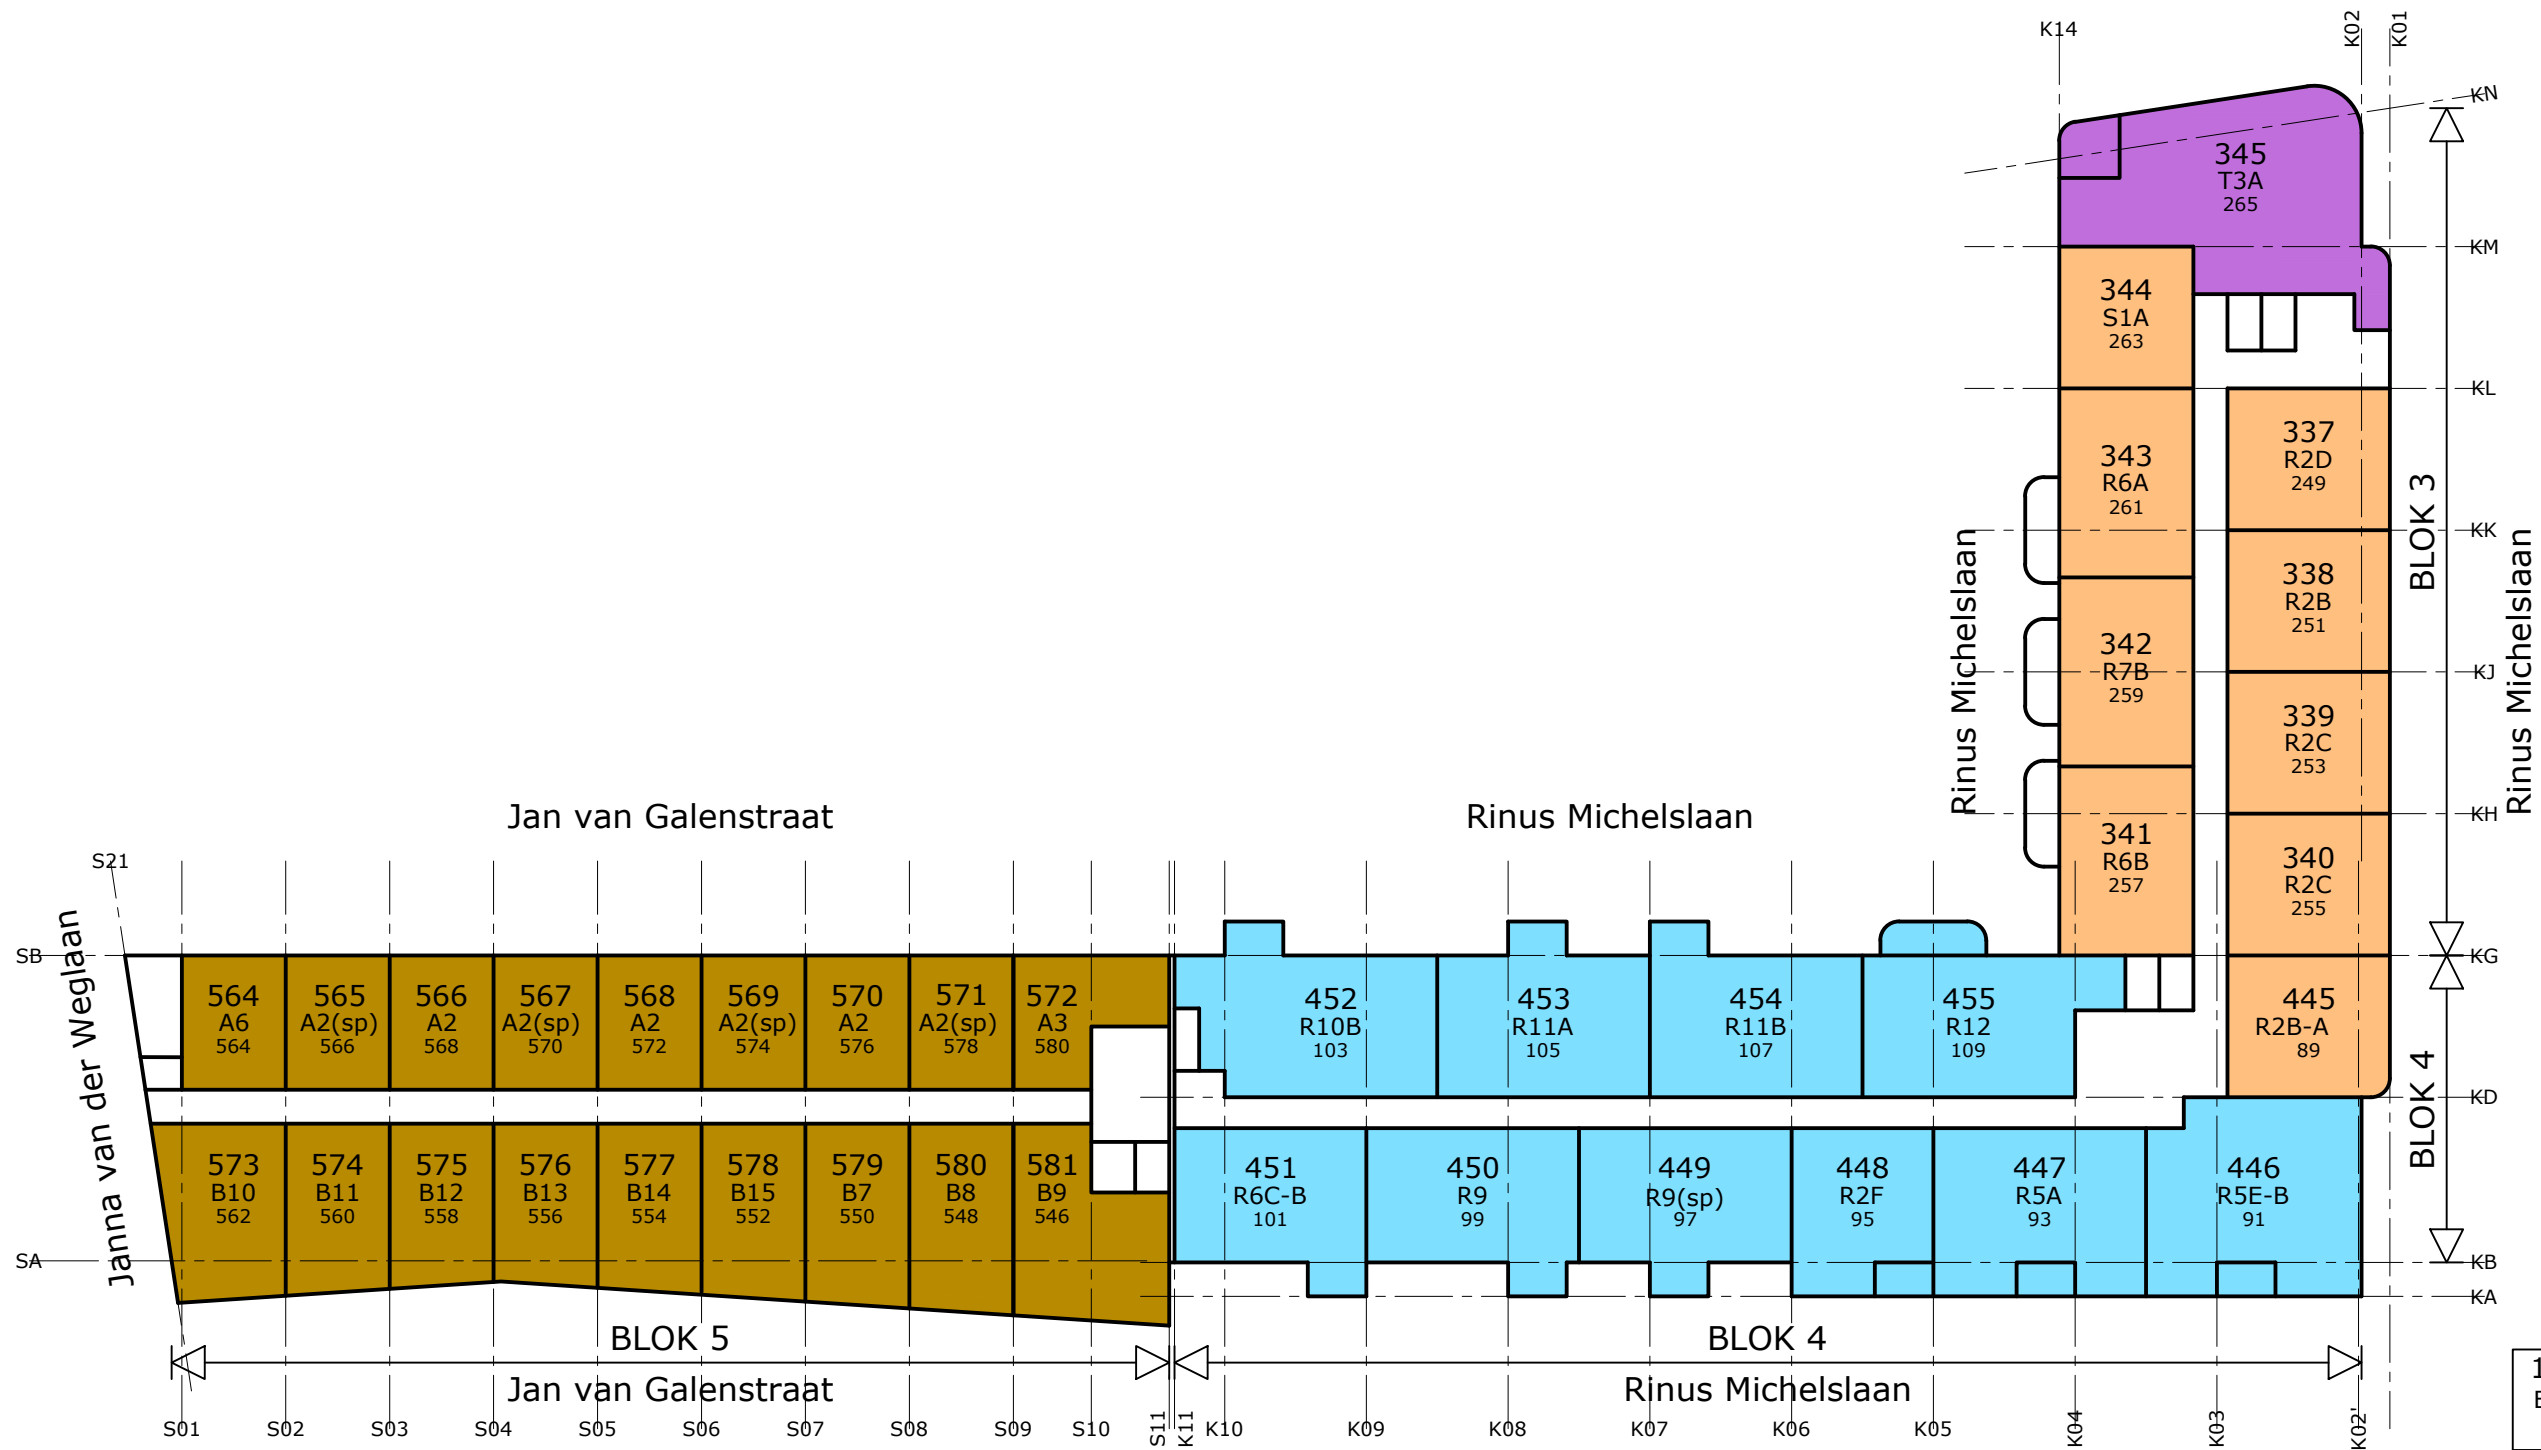 K14
K02
K01
KN
345
T3A
265
KM
344
S1A
263
KL
343
R6A
261
337
R2D
249
BLOK 3
KK
Rinus Michelslaan
Rinus Michelslaan
338
R2B
251
342
R7B
259
KJ
339
R2C
253
Jan van Galenstraat
Rinus Michelslaan
KH
341
R6B
257
340
R2C
255
S21
Janna van der Weglaan
SB
KG
564
A6
564
565
A2(sp)
566
566
A2
568
567
A2(sp)
570
568
A2
572
569
A2(sp)
574
570
A2
576
571
A2(sp)
578
572
A3
580
452
R10B
103
453
R11A
105
454
R11B
107
455
R12
109
445
R2B-A
89
BLOK 4
KD
573
B10
562
574
B11
560
575
B12
558
576
B13
556
577
B14
554
578
B15
552
579
B7
550
580
B8
548
581
B9
546
451
R6C-B
101
450
R9
99
449
R9(sp)
97
448
R2F
95
447
R5A
93
446
R5E-B
91
SA
KB
KA
BLOK 5
BLOK 4
Jan van Galenstraat
Rinus Michelslaan
S01
S02
S03
S04
S05
S06
S07
S08
S09
S10
S11
K11
K10
K09
K08
K07
K06
K05
K04
K03
K02'